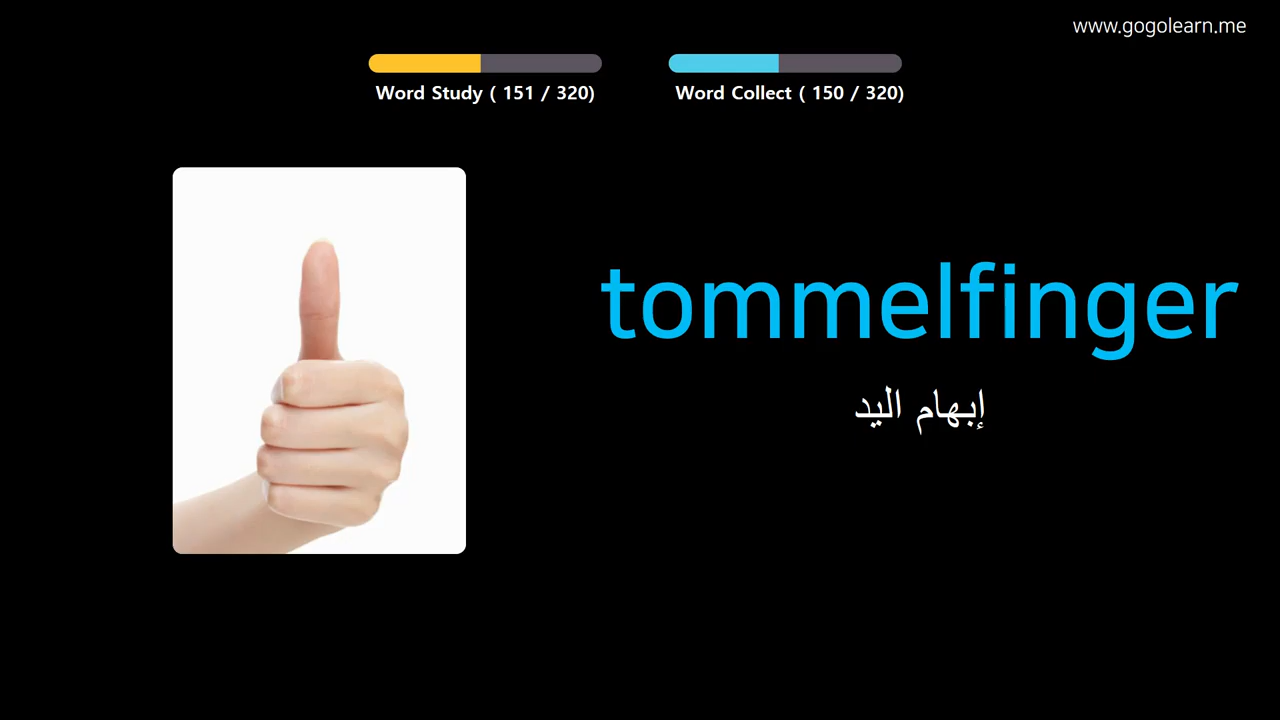 www.gogolearn.me
Word Study ( 151 / 320)
Word Collect ( 150 / 320)
tommelfinger
إبهام اليد